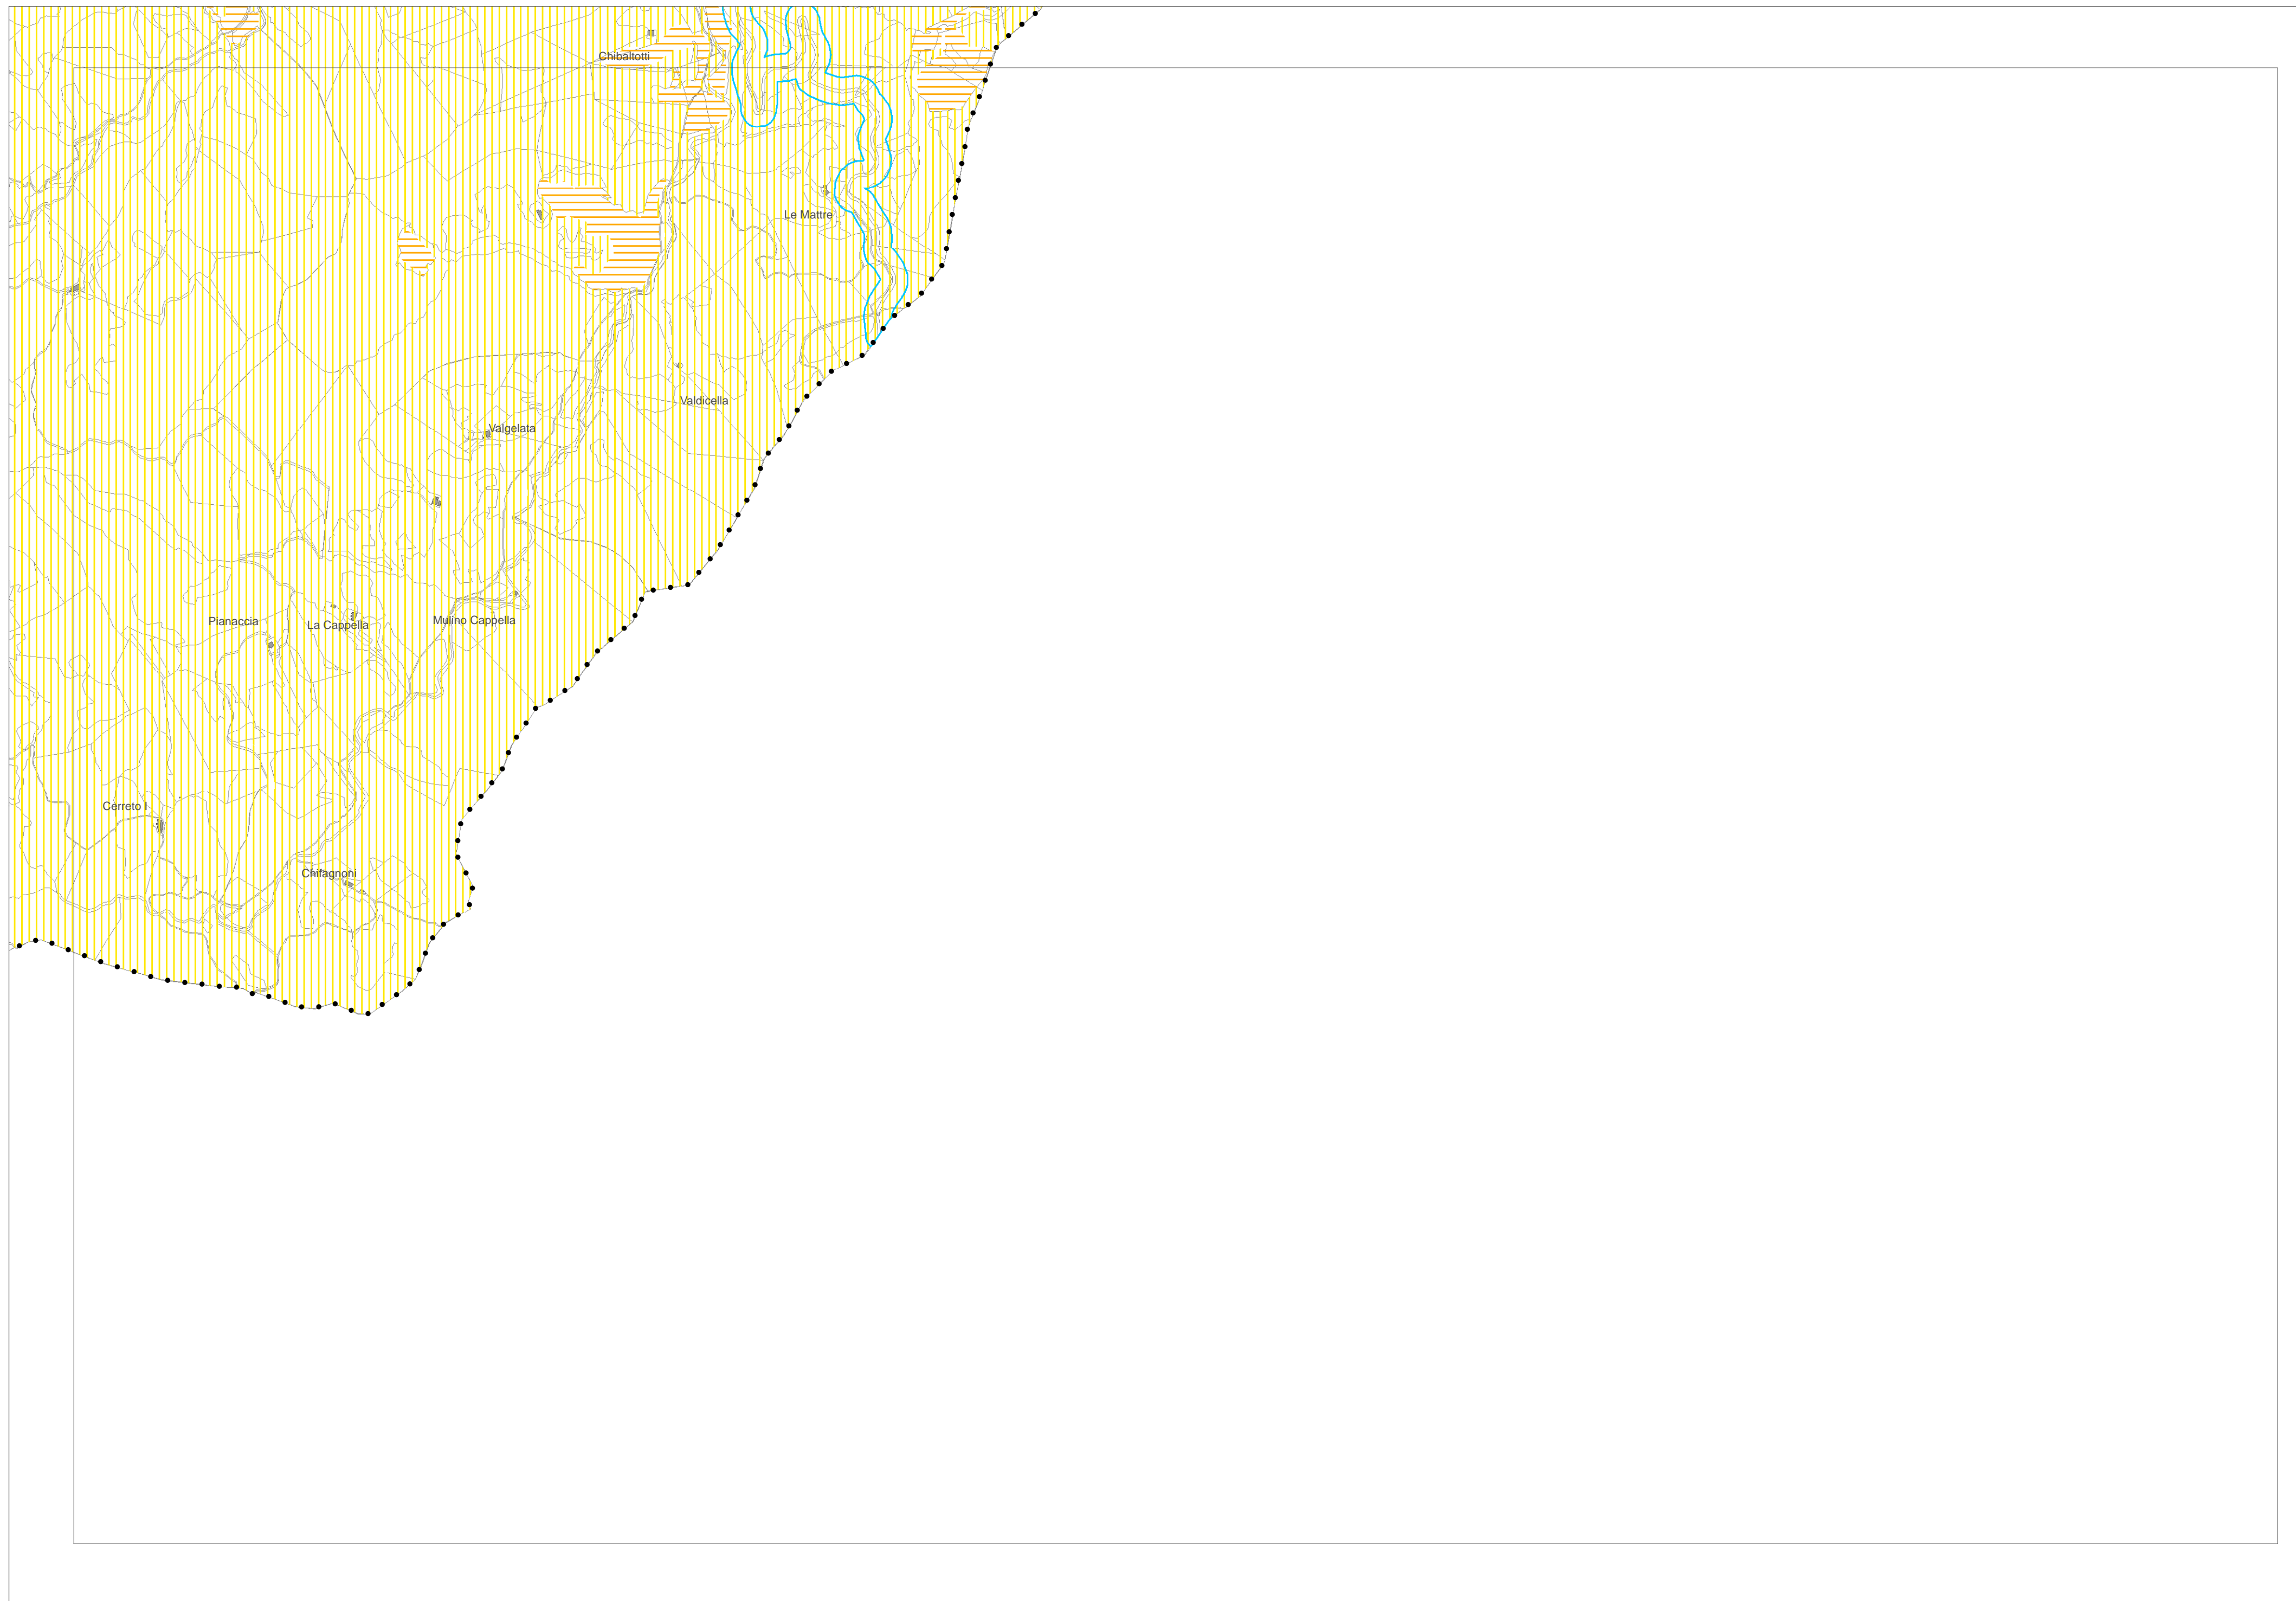 Chibaltotti
Le Mattre
Valdicella
Valgelata
Pianaccia
La Cappella
Mulino Cappella
Cerreto I
Chifagnoni